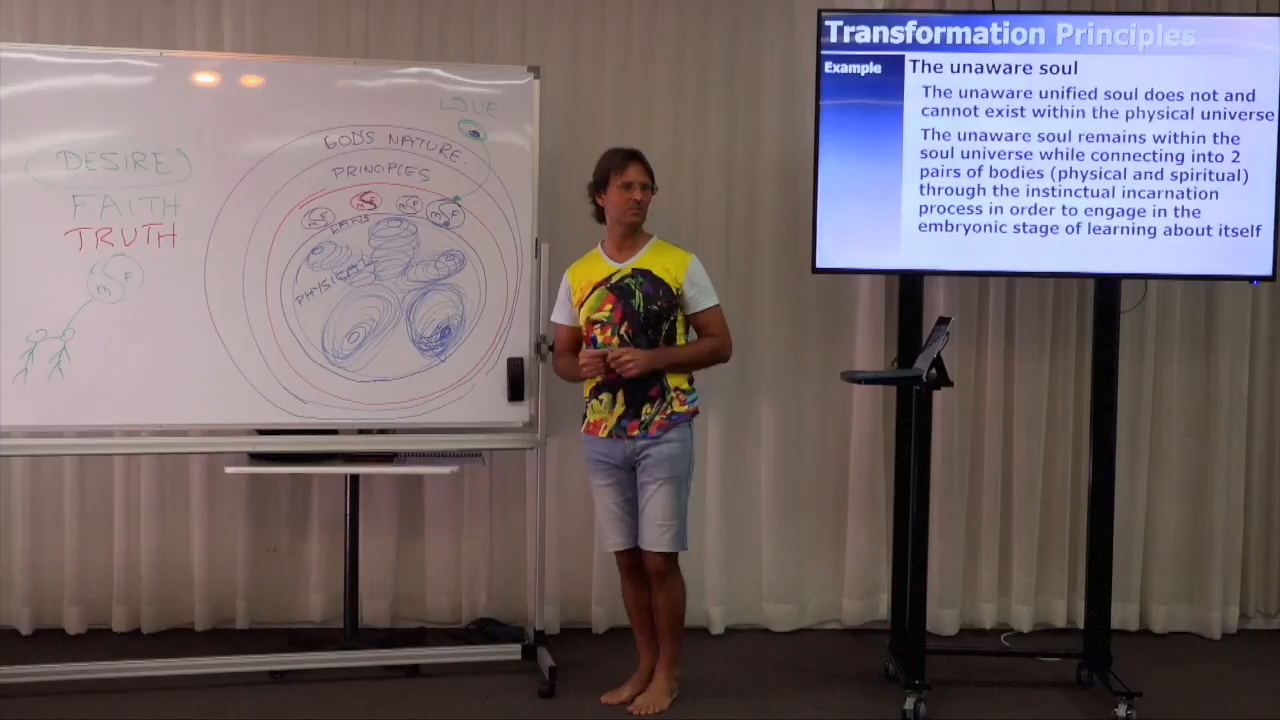 LOVE
GOD'S NATURE.
PRINCIPLES
DESIRE
FAITH
TRUTH
M F
M F
M F
PHYSICAL
M F
Transformation Principles
Example
The unaware soul
The unaware unified soul does not and
cannot exist within the physical universe
The unaware soul remains within the
soul universe while connecting into 2
pairs of bodies (physical and spiritual)
through the instinctual incarnation
process in order to engage in the
embryonic stage of learning about itself